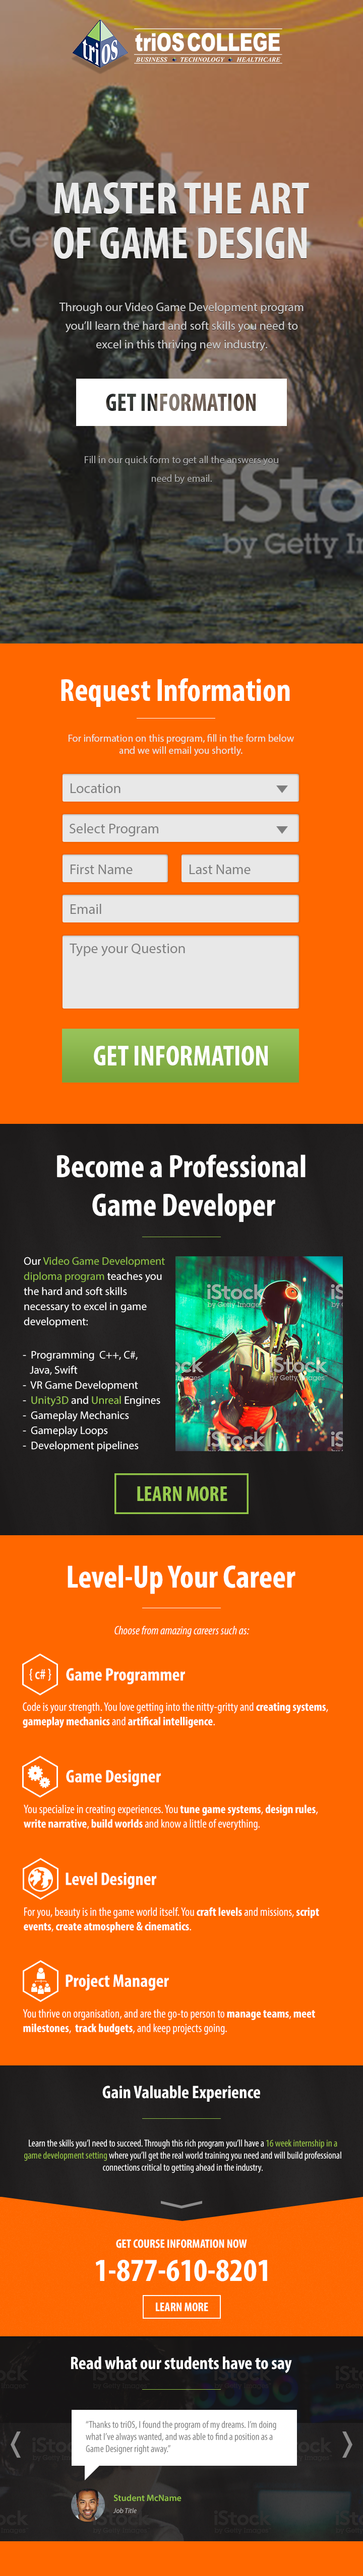 triOS
triOS COLLEGE
BUSINESS • TECHNOLOGY • HEALTHCARE
MASTER THE ART
OF GAME DESIGN
Through our Video Game Development program
you'll learn the hard and soft skills you need to
excel in this thriving new industry.
GET INFORMATION
Fill in our quick form to get all the answers you
need by email.
iSto
by Getty I
Request Information
For information on this program, fill in the form below
and we will email you shortly.
Location
Select Program
First Name
Last Name
Email
Type your Question
GET INFORMATION
Become a Professional
Game Developer
Our Video Game Development
diploma program teaches you
the hard and soft skills
necessary to excel in game
development:
- Programming C++, C#,
Java, Swift
- VR Game Development
- Unity3D and Unreal Engines
- Gameplay Mechanics
- Gameplay Loops
- Development pipelines
iStock
by Getty Images
LEARN MORE
Level-Up Your Career
Choose from amazing careers such as:
{ c# }
Game Programmer
Code is your strength. You love getting into the nitty-gritty and creating systems,
gameplay mechanics and artifical intelligence.
Game Designer
You specialize in creating experiences. You tune game systems, design rules,
write narrative, build worlds and know a little of everything.
Level Designer
For you, beauty is in the game world itself. You craft levels and missions, script
events, create atmosphere & cinematics.
Project Manager
You thrive on organisation, and are the go-to person to manage teams, meet
milestones, track budgets, and keep projects going.
Gain Valuable Experience
Learn the skills you'l need to succeed. Through this rich program you'll have a 16 week internship in a
game development setting where you'll get the real world training you need and will build professional
connections critical to getting ahead in the industry.
GET COURSE INFORMATION NOW
1-877-610-8201
LEARN MORE
Read what our students have to say
"Thanks to triOS, I found the program of my dreams. I'm doing
what I've always wanted, and was able to find a position as a
Game Designer right away."
Student McName
Job Title